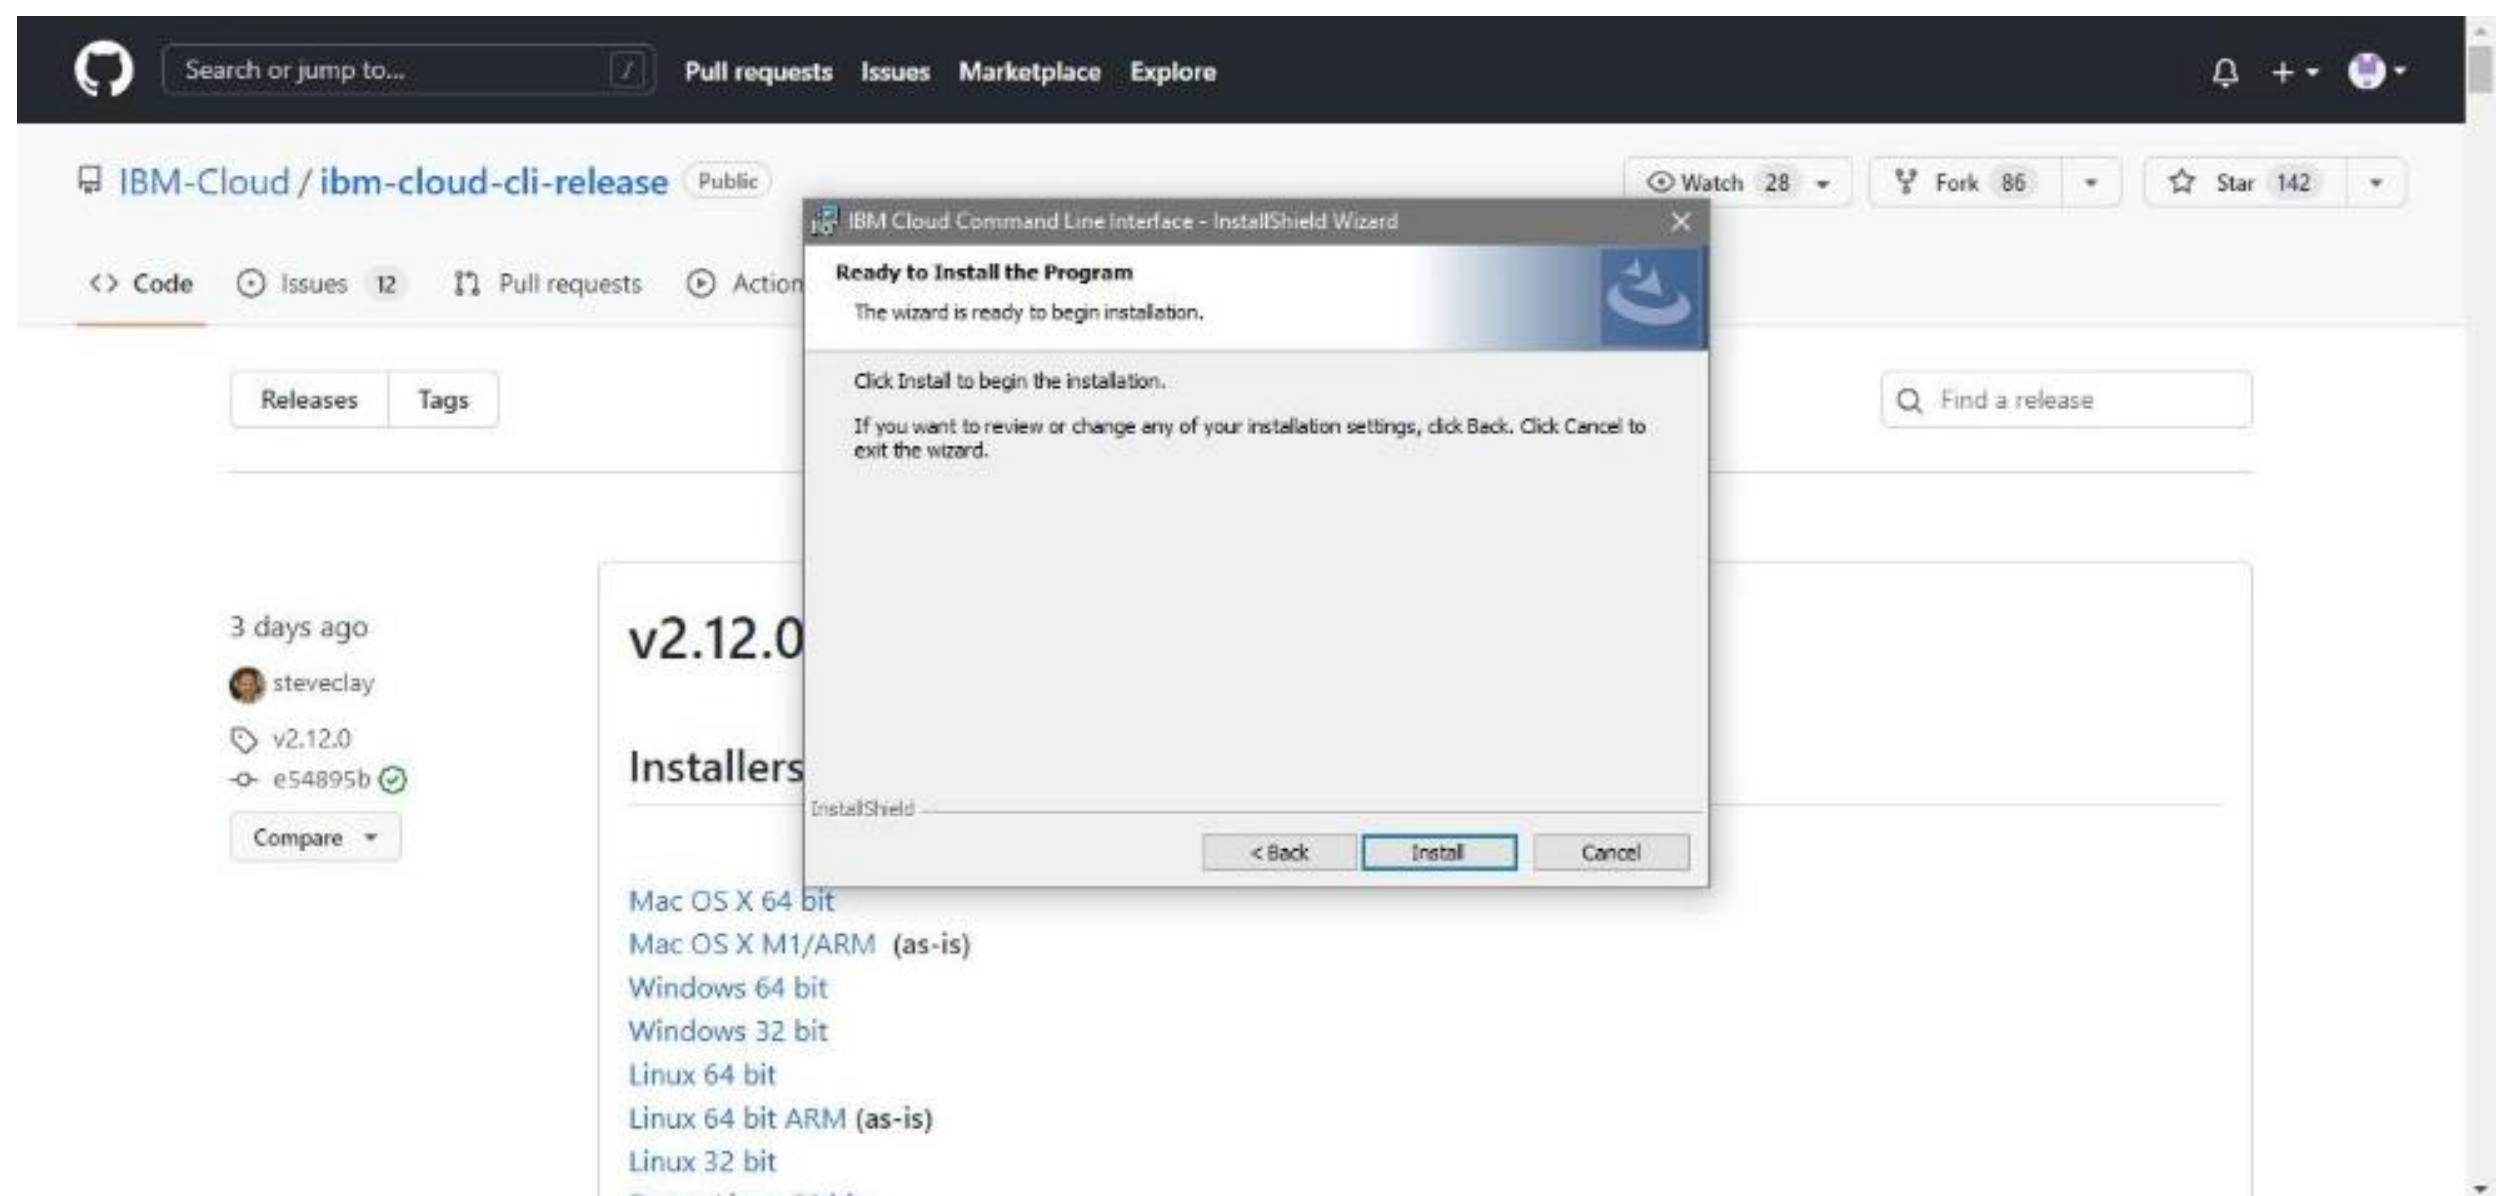 Search or jump to... /
Pull requests Issues Marketplace Explore
IBM-Cloud / ibm-cloud-cli-release Public
Watch 28
Fork 86
Star 142
Code
Issues 12
Pull requests
Action
IBM Cloud Command Line Interface - InstallShield Wizard
Ready to Install the Program
The wizard is ready to begin installation.
Click Install to begin the installation.
If you want to review or change any of your installation settings, click Back. Click Cancel to
exit the wizard.
InstallShield
< Back
Install
Cancel
Releases
Tags
Find a release
3 days ago
steveclay
v2.12.0
e54895b
Compare
v2.12.0
Installers
Mac OS X 64 bit
Mac OS X M1/ARM (as-is)
Windows 64 bit
Windows 32 bit
Linux 64 bit
Linux 64 bit ARM (as-is)
Linux 32 bit